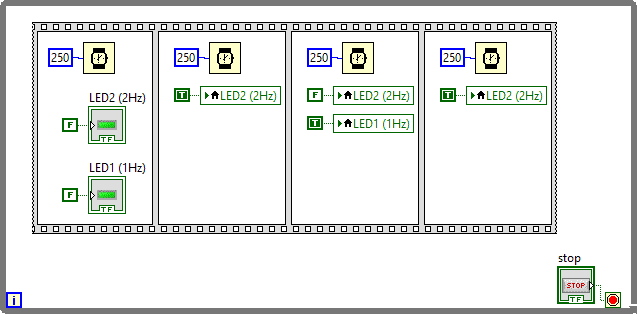 250 250 250 250
LED2 (2Hz) T LED2 (2Hz) F LED2 (2Hz) T LED2 (2Hz)
F TF T LED1 (1Hz)
LED1 (1Hz)
F TF
stop
STOP
TF
i